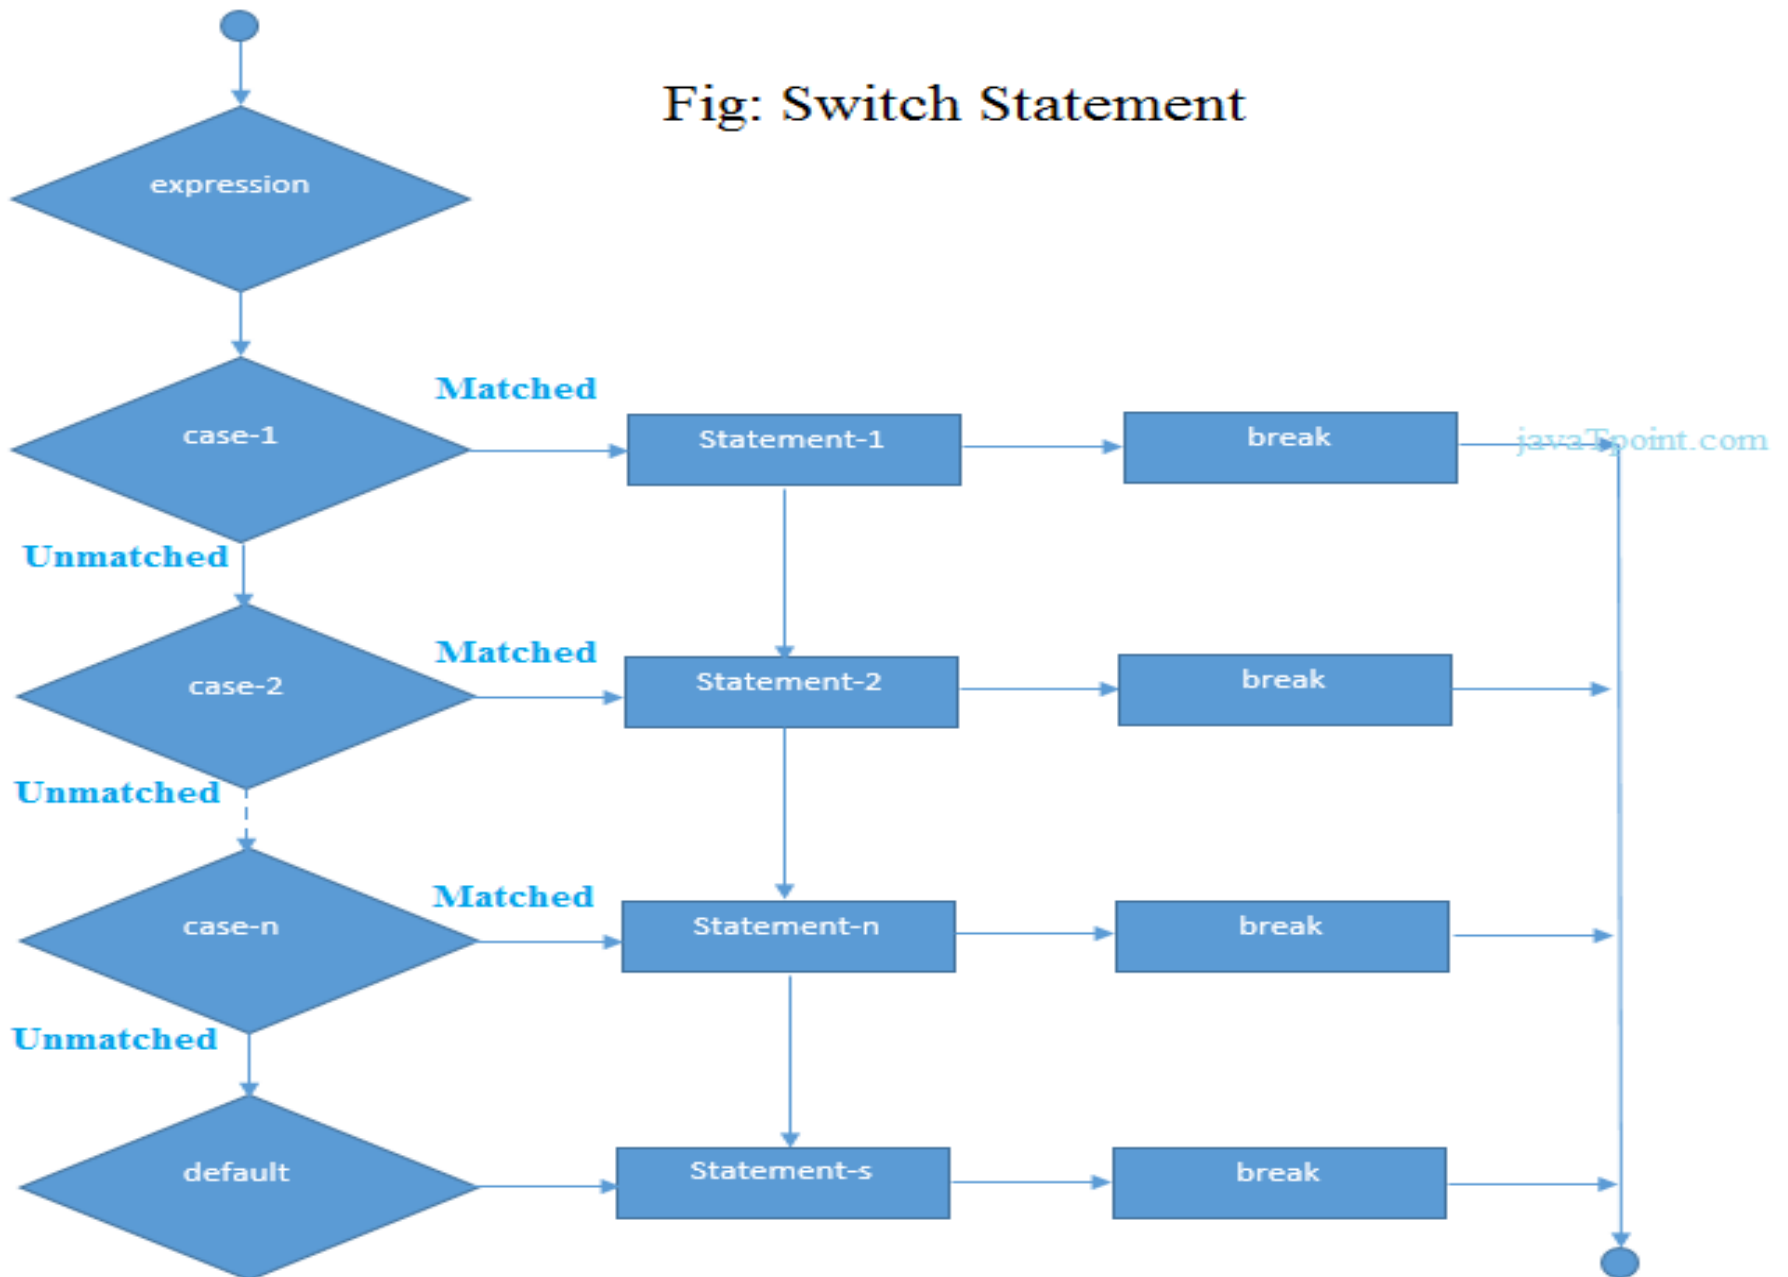 Fig: Switch Statement
expression
case-1
Matched
Statement-1
break
javaTpoint.com
Unmatched
case-2
Matched
Statement-2
break
Unmatched
case-n
Matched
Statement-n
break
Unmatched
default
Statement-s
break